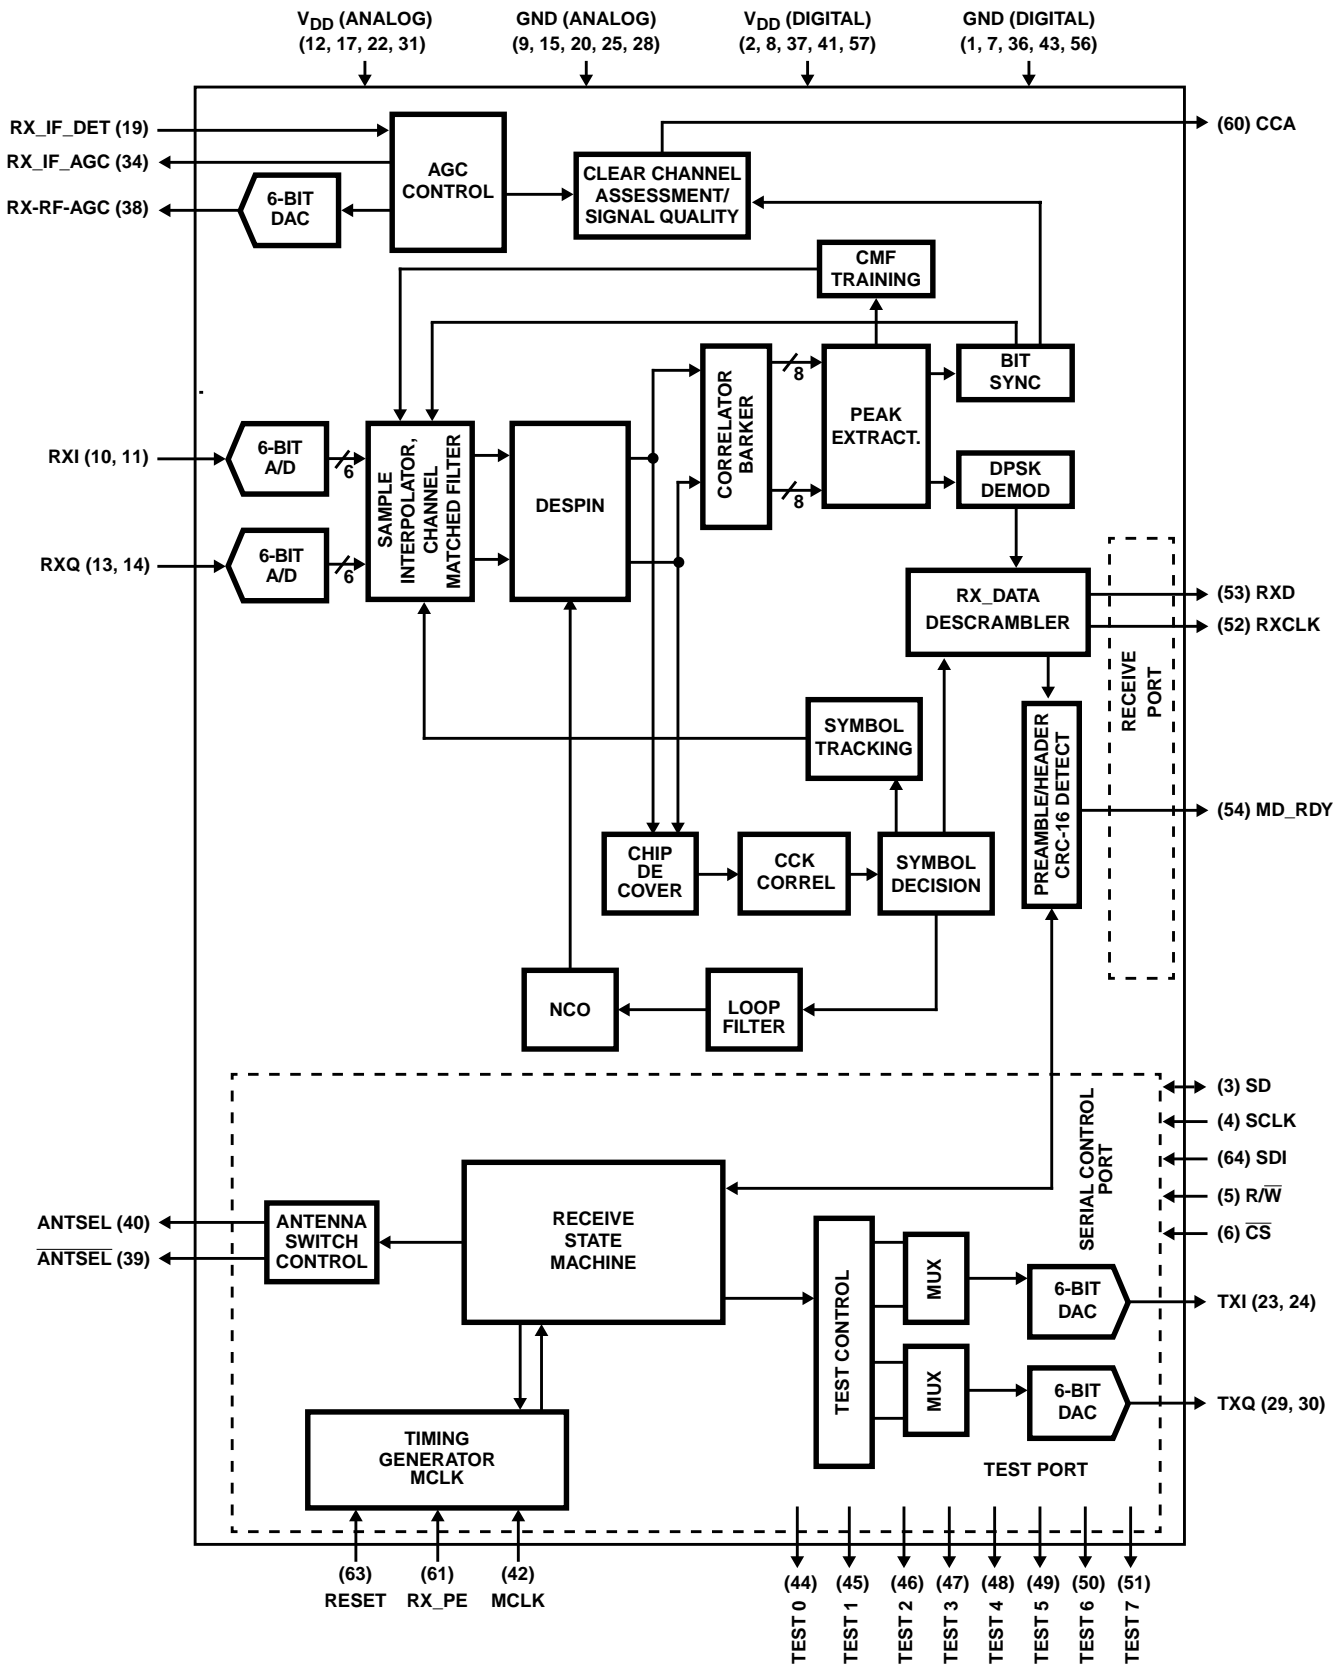 V_DD (ANALOG)
(12, 17, 22, 31)
GND (ANALOG)
(9, 15, 20, 25, 28)
V_DD (DIGITAL)
(2, 8, 37, 41, 57)
GND (DIGITAL)
(1, 7, 36, 43, 56)
RX_IF_DET (19)
RX_IF_AGC (34)
RX-RF-AGC (38)
6-BIT
DAC
AGC
CONTROL
CLEAR CHANNEL
ASSESSMENT/
SIGNAL QUALITY
(60) CCA
CMF
TRAINING
RXI (10, 11)
6-BIT
A/D
6
RXQ (13, 14)
6-BIT
A/D
6
SAMPLE
INTERPOLATOR,
CHANNEL
MATCHED FILTER
DESPIN
CORRELATOR
BARKER
8
8
PEAK
EXTRACT.
BIT
SYNC
DPSK
DEMOD
RX_DATA
DESCRAMBLER
(53) RXD
(52) RXCLK
RECEIVE
PORT
SYMBOL
TRACKING
PREAMBLE/HEADER
CRC-16 DETECT
(54) MD_RDY
CHIP
DE
COVER
CCK
CORREL
SYMBOL
DECISION
NCO
LOOP
FILTER
(3) SD
(4) SCLK
(64) SDI
(5) R/W̅
(6) C̅S̅
SERIAL CONTROL
PORT
ANTSEL (40)
A̅N̅T̅S̅E̅L̅ (39)
ANTENNA
SWITCH
CONTROL
RECEIVE
STATE
MACHINE
TEST CONTROL
MUX
6-BIT
DAC
TXI (23, 24)
MUX
6-BIT
DAC
TXQ (29, 30)
TEST PORT
TIMING
GENERATOR
MCLK
(63)
RESET
(61)
RX_PE
(42)
MCLK
(44)
TEST 0
(45)
TEST 1
(46)
TEST 2
(47)
TEST 3
(48)
TEST 4
(49)
TEST 5
(50)
TEST 6
(51)
TEST 7